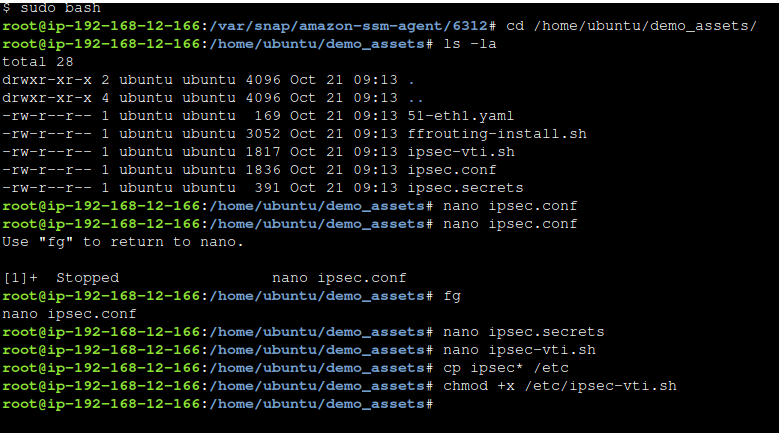 $ sudo bash
root@ip-192-168-12-166:/var/snap/amazon-ssm-agent/6312# cd /home/ubuntu/demo_assets/
root@ip-192-168-12-166:/home/ubuntu/demo_assets# ls -la
total 28
drwxr-xr-x 2 ubuntu ubuntu 4096 Oct 21 09:13 .
drwxr-xr-x 4 ubuntu ubuntu 4096 Oct 21 09:13 ..
-rw-r--r-- 1 ubuntu ubuntu  169 Oct 21 09:13 51-eth1.yaml
-rw-r--r-- 1 ubuntu ubuntu 3052 Oct 21 09:13 ffrouting-install.sh
-rw-r--r-- 1 ubuntu ubuntu 1817 Oct 21 09:13 ipsec-vti.sh
-rw-r--r-- 1 ubuntu ubuntu 1836 Oct 21 09:13 ipsec.conf
-rw-r--r-- 1 ubuntu ubuntu  391 Oct 21 09:13 ipsec.secrets
root@ip-192-168-12-166:/home/ubuntu/demo_assets# nano ipsec.conf
root@ip-192-168-12-166:/home/ubuntu/demo_assets# nano ipsec.conf
Use "fg" to return to nano.
[1]+  Stopped                 nano ipsec.conf
root@ip-192-168-12-166:/home/ubuntu/demo_assets# fg
nano ipsec.conf
root@ip-192-168-12-166:/home/ubuntu/demo_assets# nano ipsec.secrets
root@ip-192-168-12-166:/home/ubuntu/demo_assets# nano ipsec-vti.sh
root@ip-192-168-12-166:/home/ubuntu/demo_assets# cp ipsec* /etc
root@ip-192-168-12-166:/home/ubuntu/demo_assets# chmod +x /etc/ipsec-vti.sh
root@ip-192-168-12-166:/home/ubuntu/demo_assets#